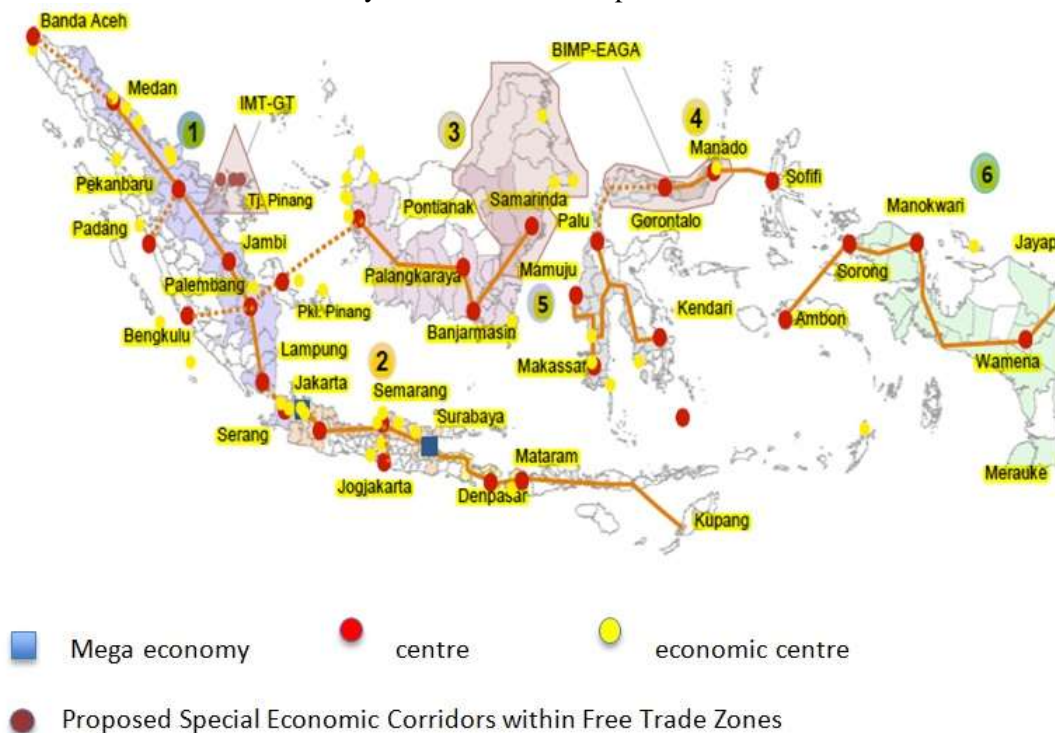 Banda Aceh
BIMP-EAGA
Medan
IMT-GT
1
3
4
Manado
6
Pekanbaru
Tj. Pinang
Pontianak
Samarinda
Palu
Sofifi
Manokwari
Padang
Jambi
Gorontalo
Jayap
Palembang
Palangkaraya
Mamuju
Sorong
Bengkulu
Pkl. Pinang
Banjarmasin
5
Kendari
Ambon
Lampung
2
Makassar
Wamena
Jakarta
Semarang
Serang
Surabaya
Mataram
Merauke
Jogjakarta
Denpasar
Kupang
Mega economy
centre
economic centre
Proposed Special Economic Corridors within Free Trade Zones